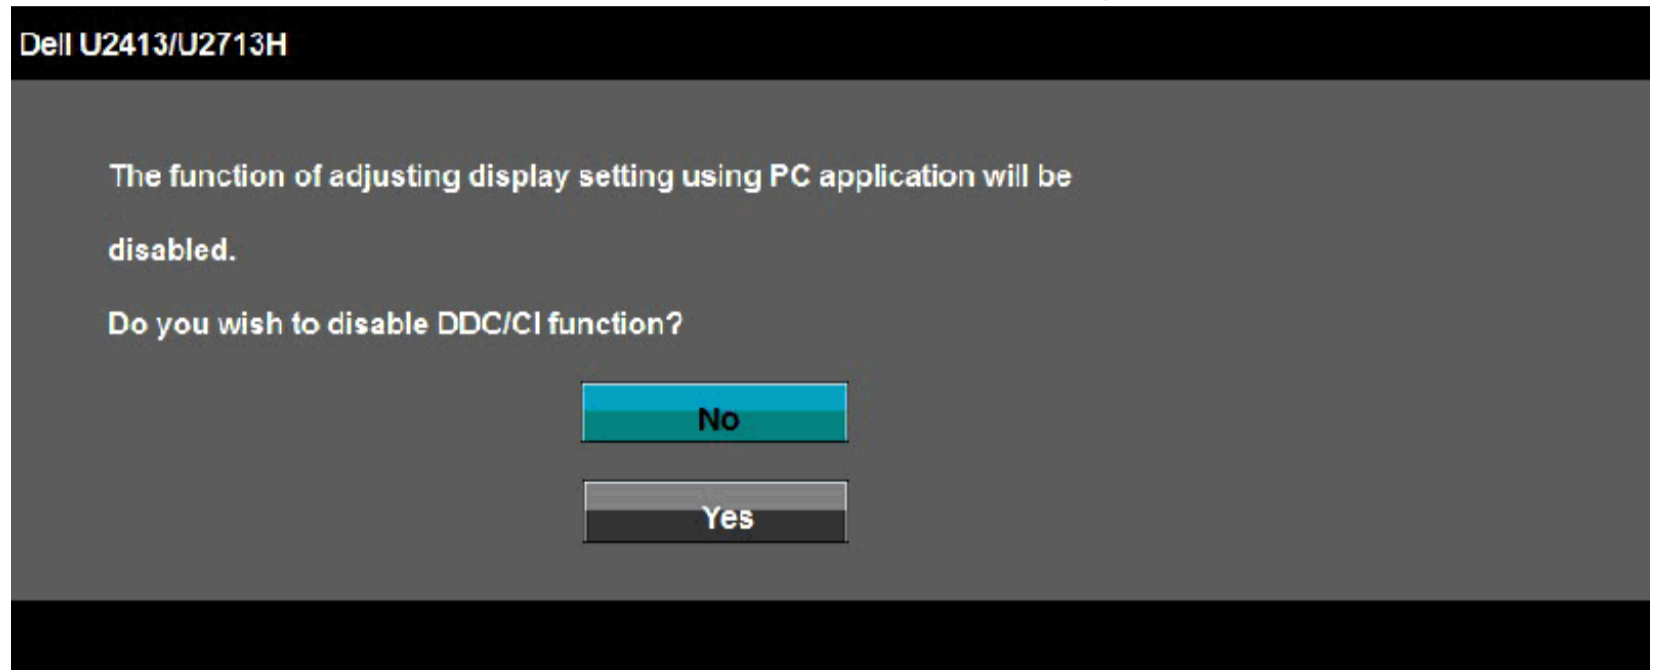 Dell U2413/U2713H
The function of adjusting display setting using PC application will be
disabled.
Do you wish to disable DDC/CI function?
No
Yes